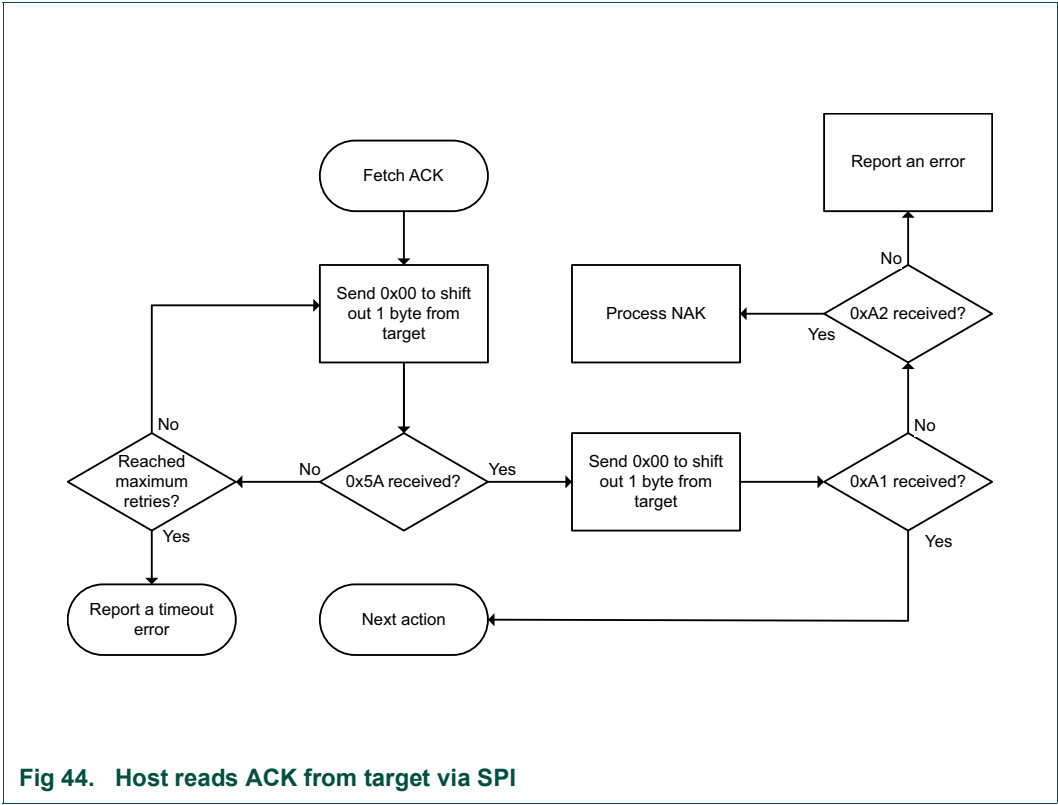 Fetch ACK
Report an error
Send 0x00 to shift
out 1 byte from
target
Process NAK
No
0xA2 received?
Yes
No
Reached
maximum
retries?
No
0x5A received?
Yes
Send 0x00 to shift
out 1 byte from
target
No
0xA1 received?
Yes
Yes
Report a timeout
error
Next action
Fig 44. Host reads ACK from target via SPI